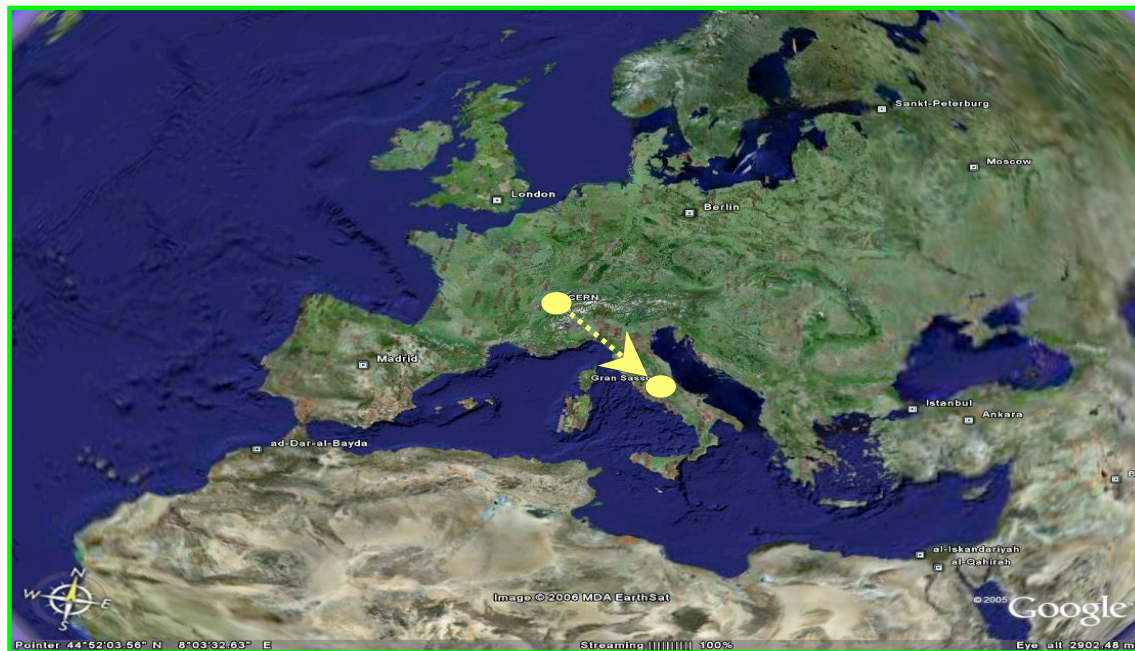 Sankt-Peterburg
Moscow
London
Berlin
CERN
Madrid
Gran Sasso
Istanbul
Ankara
ad-Dar-al-Bayda
al-Iskandariyah
al-Qahirah
N
W E
S
Image © 2006 MDA EarthSat
© 2005 Google
Pointer 44°52'03.56" N 8°03'32.63" E Streaming |||||||||| 100% Eye alt 2902.48 m